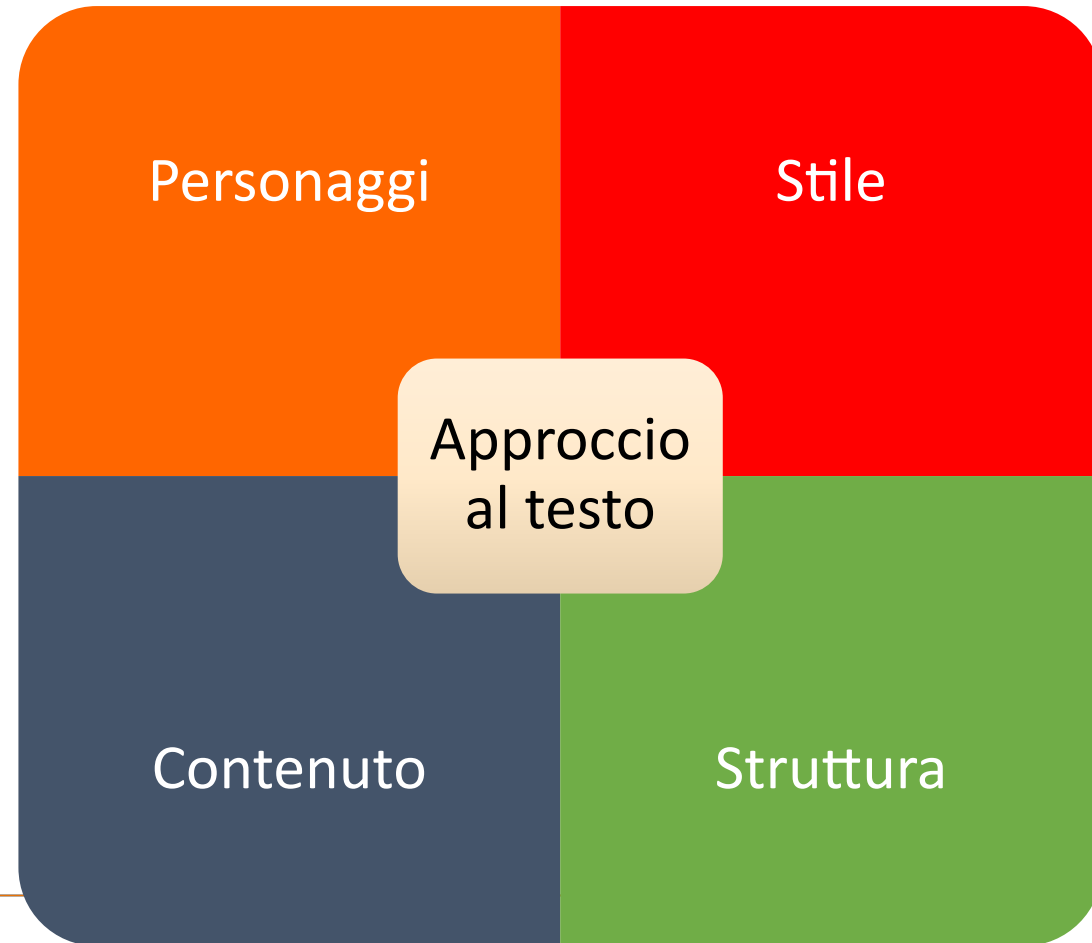 Personaggi
Stile
Approccio
al testo
Contenuto
Struttura